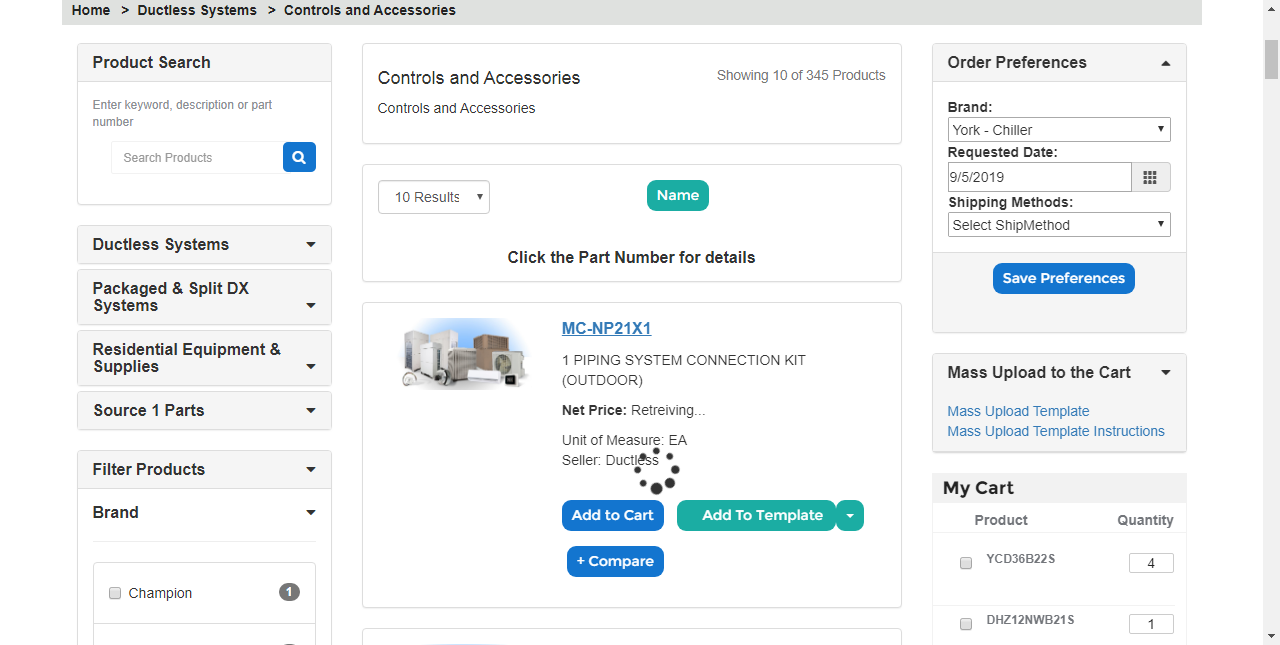 Home > Ductless Systems > Controls and Accessories
Product Search
Enter keyword, description or part
number
Search Products
Ductless Systems
Packaged & Split DX
Systems
Residential Equipment &
Supplies
Source 1 Parts
Filter Products
Brand
Champion
1
Controls and Accessories
Showing 10 of 345 Products
Controls and Accessories
10 Results
Name
Click the Part Number for details
MC-NP21X1
1 PIPING SYSTEM CONNECTION KIT
(OUTDOOR)
Net Price: Retreiving...
Unit of Measure: EA
Seller: Ductless
Add to Cart
Add To Template
+ Compare
Order Preferences
Brand:
York - Chiller
Requested Date:
9/5/2019
Shipping Methods:
Select ShipMethod
Save Preferences
Mass Upload to the Cart
Mass Upload Template
Mass Upload Template Instructions
My Cart
Product Quantity
YCD36B22S 4
DHZ12NWB21S 1